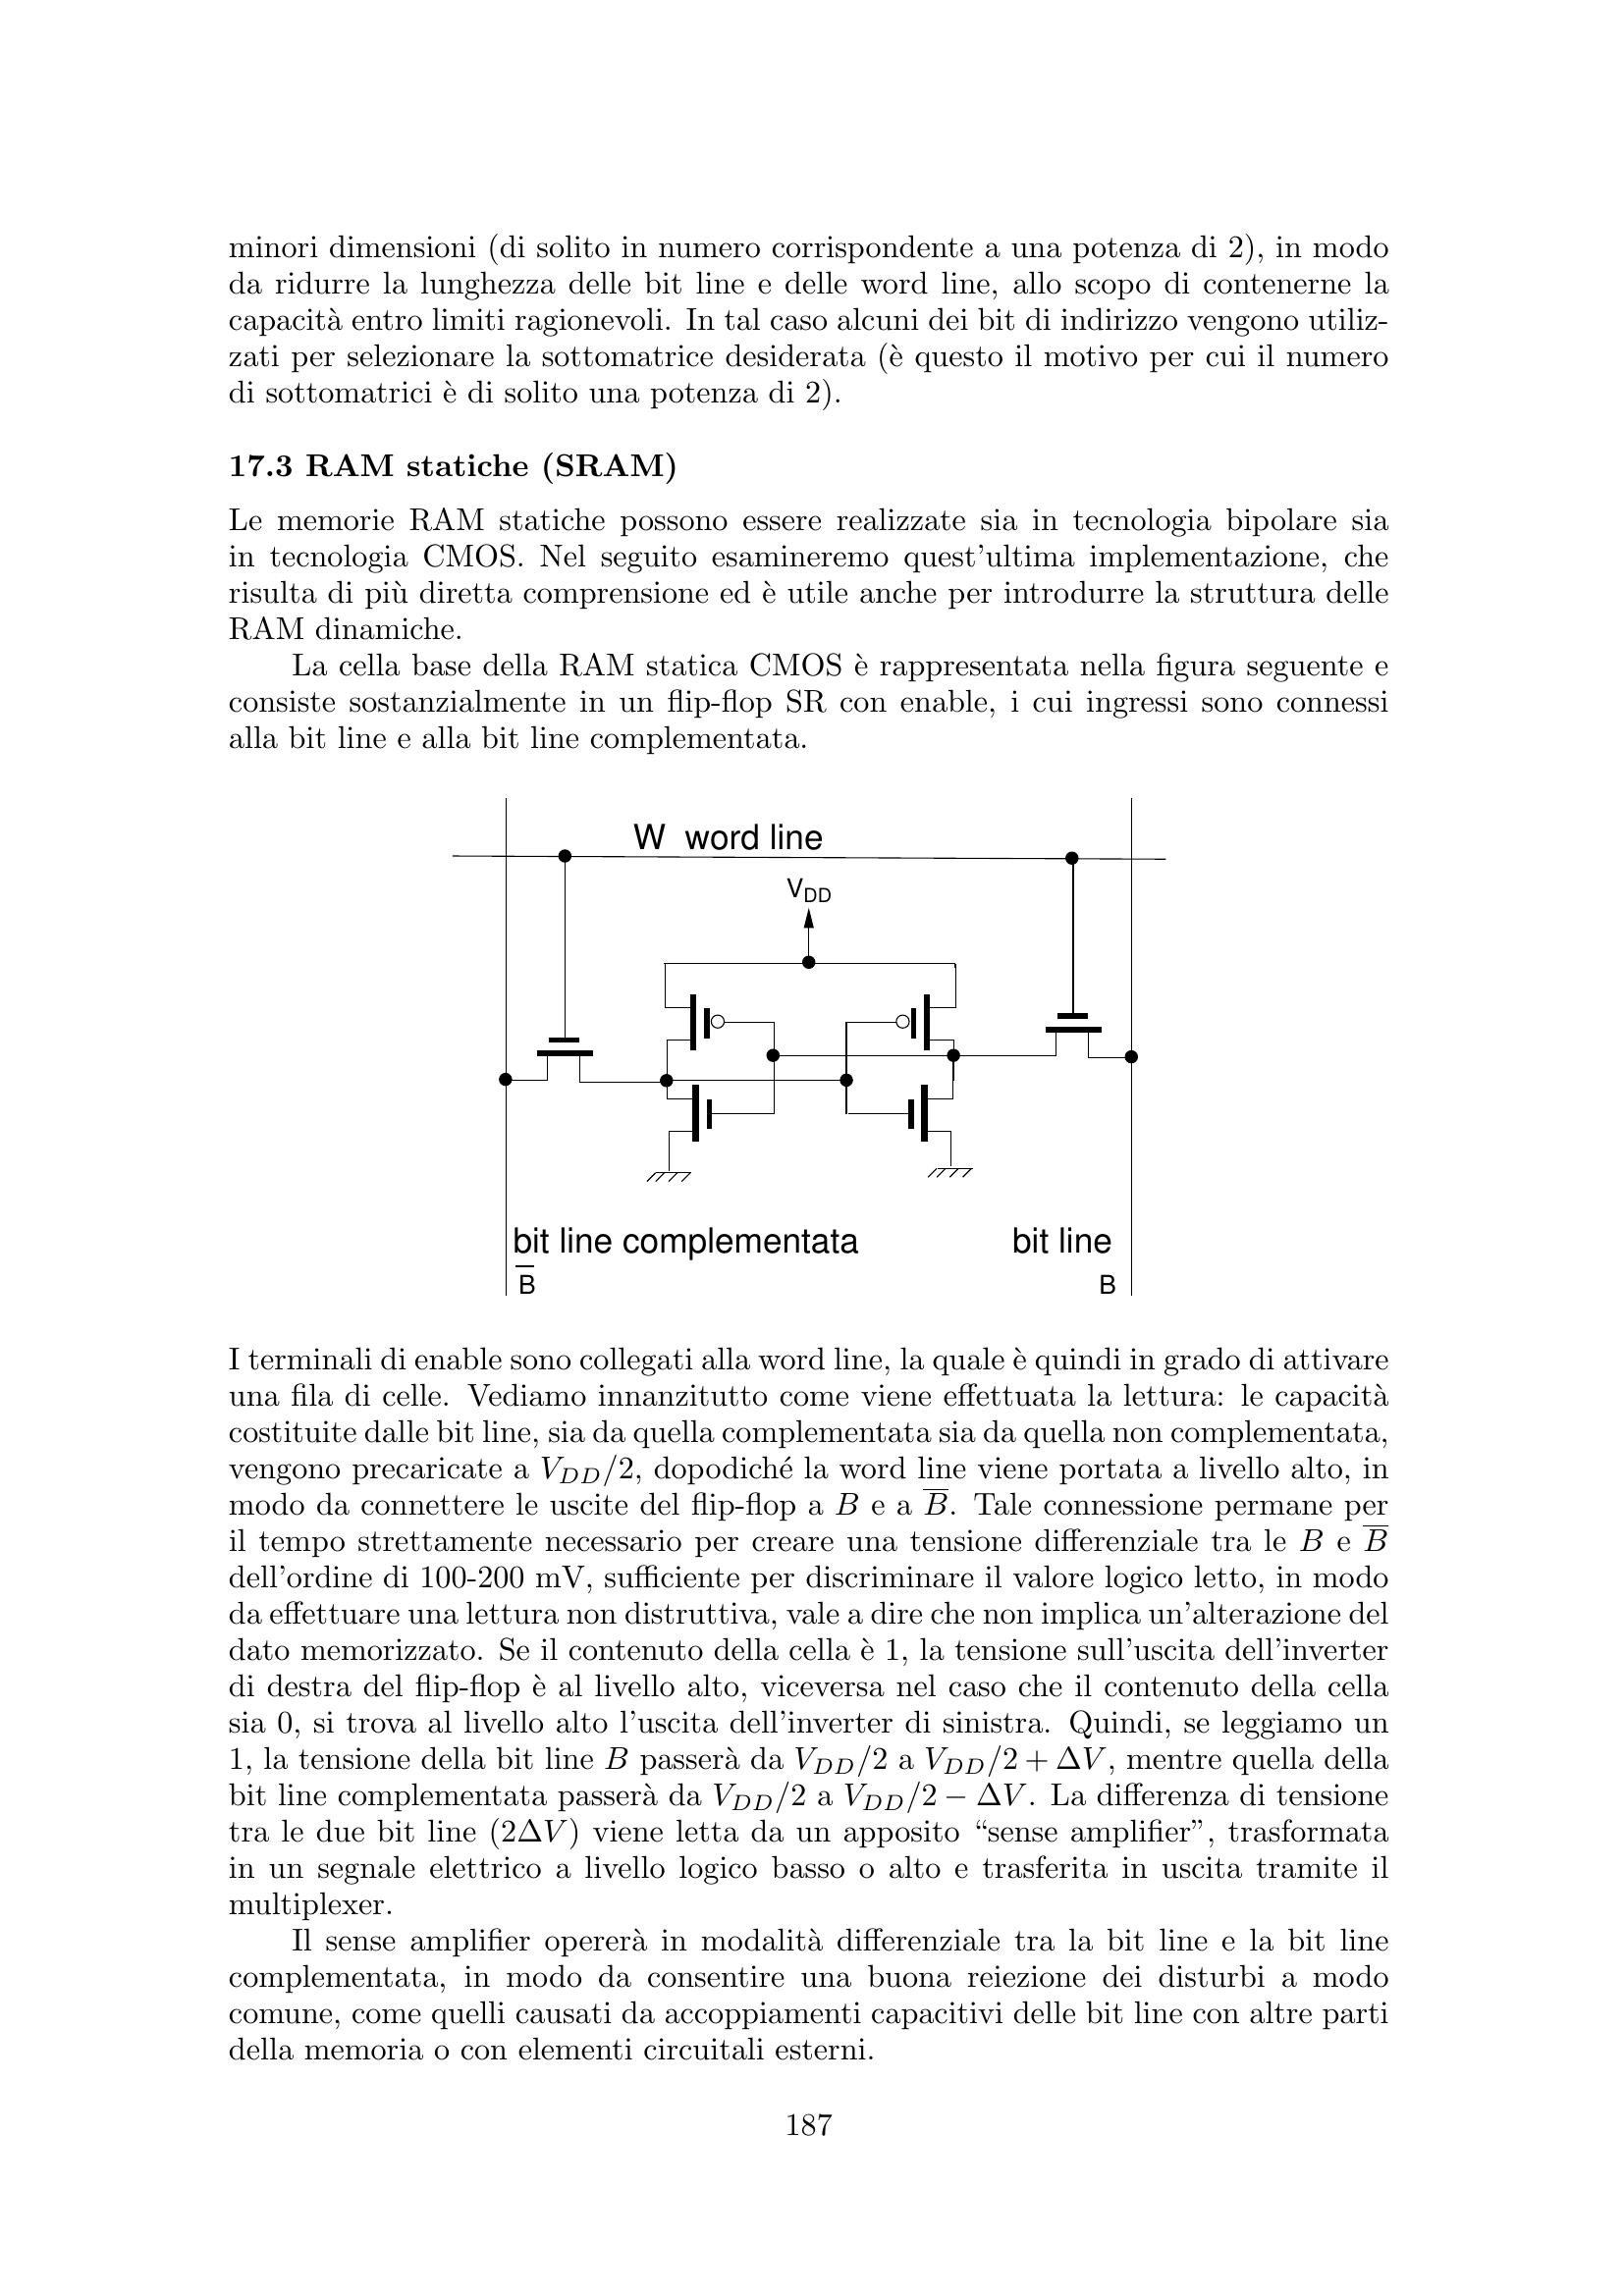 minori dimensioni (di solito in numero corrispondente a una potenza di 2), in modo
da ridurre la lunghezza delle bit line e delle word line, allo scopo di contenerne la
capacità entro limiti ragionevoli. In tal caso alcuni dei bit di indirizzo vengono utiliz-
zati per selezionare la sottomatrice desiderata (è questo il motivo per cui il numero
di sottomatrici è di solito una potenza di 2).
17.3 RAM statiche (SRAM)
Le memorie RAM statiche possono essere realizzate sia in tecnologia bipolare sia
in tecnologia CMOS. Nel seguito esamineremo quest'ultima implementazione, che
risulta di più diretta comprensione ed è utile anche per introdurre la struttura delle
RAM dinamiche.
La cella base della RAM statica CMOS è rappresentata nella figura seguente e
consiste sostanzialmente in un flip-flop SR con enable, i cui ingressi sono connessi
alla bit line e alla bit line complementata.
W word line
V_DD
bit line complementata bit line
B̅ B
I terminali di enable sono collegati alla word line, la quale è quindi in grado di attivare
una fila di celle. Vediamo innanzitutto come viene effettuata la lettura: le capacità
costituite dalle bit line, sia da quella complementata sia da quella non complementata,
vengono precaricate a V_DD/2, dopodiché la word line viene portata a livello alto, in
modo da connettere le uscite del flip-flop a B e a B̅. Tale connessione permane per
il tempo strettamente necessario per creare una tensione differenziale tra le B e B̅
dell'ordine di 100-200 mV, sufficiente per discriminare il valore logico letto, in modo
da effettuare una lettura non distruttiva, vale a dire che non implica un'alterazione del
dato memorizzato. Se il contenuto della cella è 1, la tensione sull'uscita dell'inverter
di destra del flip-flop è al livello alto, viceversa nel caso che il contenuto della cella
sia 0, si trova al livello alto l'uscita dell'inverter di sinistra. Quindi, se leggiamo un
1, la tensione della bit line B passerà da V_DD/2 a V_DD/2 + ΔV, mentre quella della
bit line complementata passerà da V_DD/2 a V_DD/2 − ΔV. La differenza di tensione
tra le due bit line (2ΔV) viene letta da un apposito “sense amplifier”, trasformata
in un segnale elettrico a livello logico basso o alto e trasferita in uscita tramite il
multiplexer.
Il sense amplifier opererà in modalità differenziale tra la bit line e la bit line
complementata, in modo da consentire una buona reiezione dei disturbi a modo
comune, come quelli causati da accoppiamenti capacitivi delle bit line con altre parti
della memoria o con elementi circuitali esterni.
187